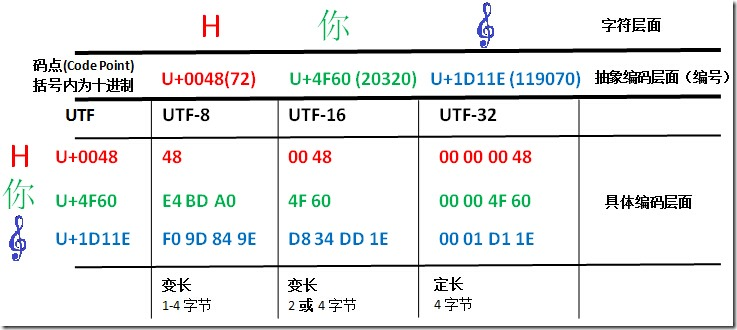 H 你 𝄞 字符层面
码点(Code Point)
括号内为十进制 U+0048(72) U+4F60 (20320) U+1D11E (119070) 抽象编码层面（编号）
UTF UTF-8 UTF-16 UTF-32
H U+0048 48 00 48 00 00 00 48
你 U+4F60 E4 BD A0 4F 60 00 00 4F 60 具体编码层面
𝄞 U+1D11E F0 9D 84 9E D8 34 DD 1E 00 01 D1 1E
变长 变长 定长
1-4 字节 2 或 4 字节 4 字节